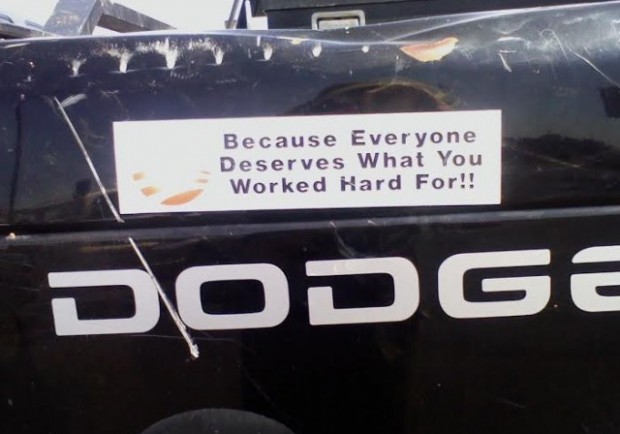 Because Everyone
Deserves What You
Worked Hard For!!
DODGE